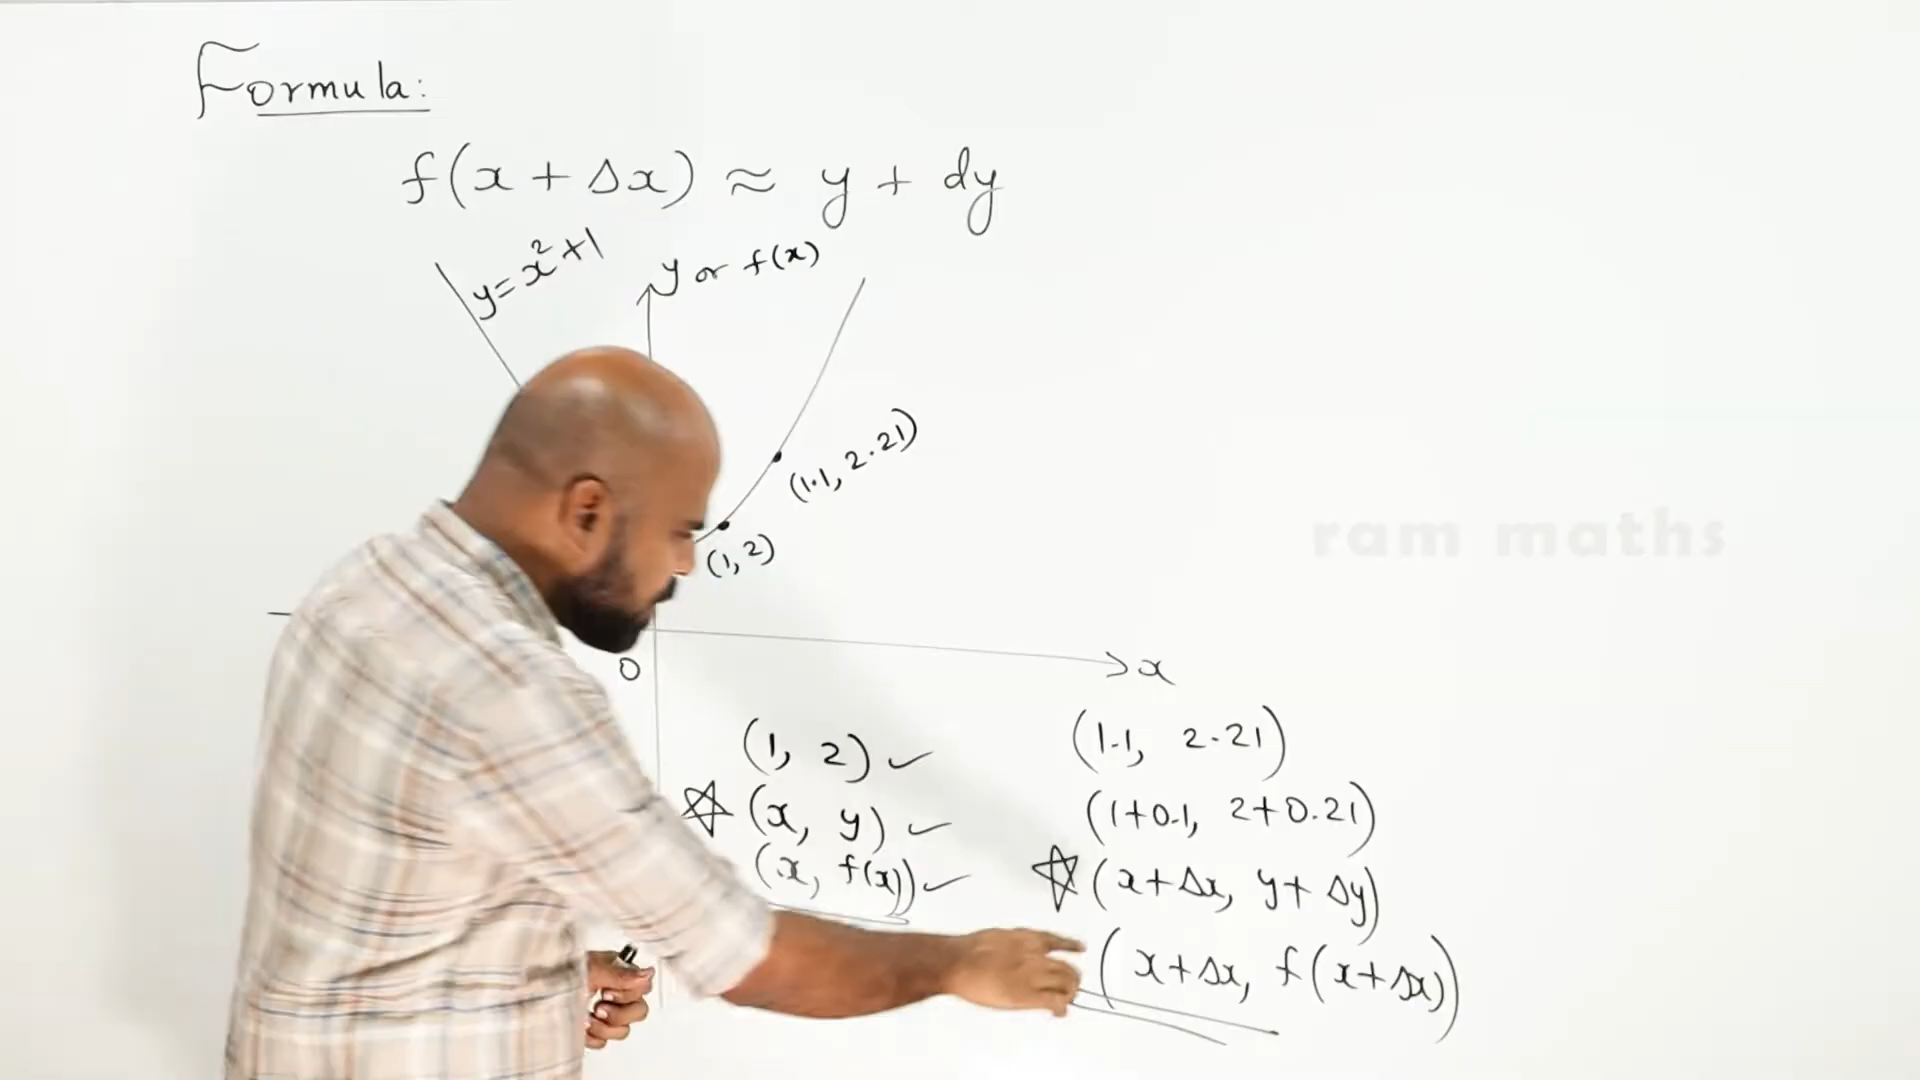 Formula:
f(x + Δx) ≈ y + dy
y=x²+1
y or f(x)
(1.1, 2.21)
(1, 2)
ram maths
O
x
(1, 2) ✓
(1.1, 2.21)
☆ (x, y) ✓
(1+0.1, 2+0.21)
(x, f(x)) ✓
☆ (x+Δx, y+Δy)
(x+Δx, f(x+Δx))